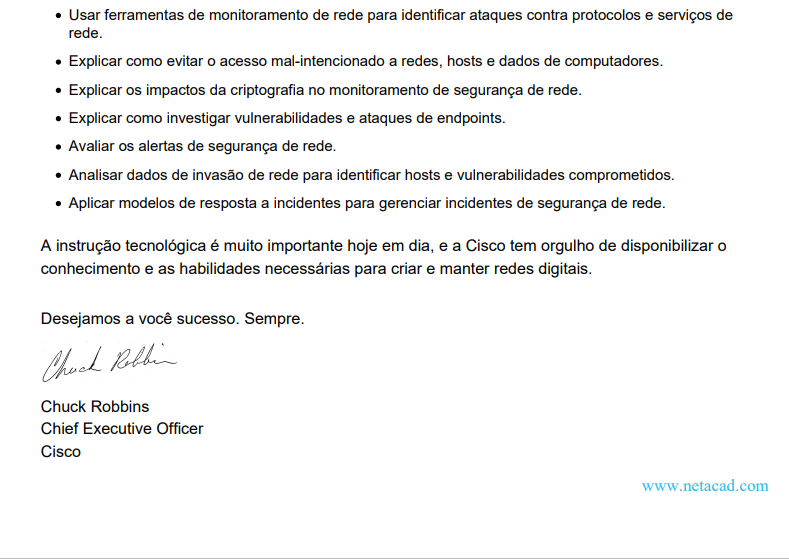 • Usar ferramentas de monitoramento de rede para identificar ataques contra protocolos e serviços de
rede.
• Explicar como evitar o acesso mal-intencionado a redes, hosts e dados de computadores.
• Explicar os impactos da criptografia no monitoramento de segurança de rede.
• Explicar como investigar vulnerabilidades e ataques de endpoints.
• Avaliar os alertas de segurança de rede.
• Analisar dados de invasão de rede para identificar hosts e vulnerabilidades comprometidos.
• Aplicar modelos de resposta a incidentes para gerenciar incidentes de segurança de rede.
A instrução tecnológica é muito importante hoje em dia, e a Cisco tem orgulho de disponibilizar o
conhecimento e as habilidades necessárias para criar e manter redes digitais.
Desejamos a você sucesso. Sempre.
Chuck Robbins
Chuck Robbins
Chief Executive Officer
Cisco
www.netacad.com